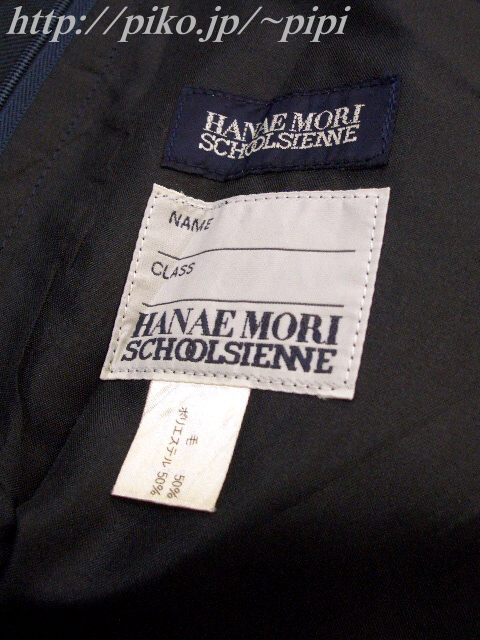 http://piko.jp/~pipi
HANAE MORI
SCHOOLSIENNE
NAME
CLASS
HANAE MORI
SCHOOLSIENNE
毛 50%
ポリエステル 50%